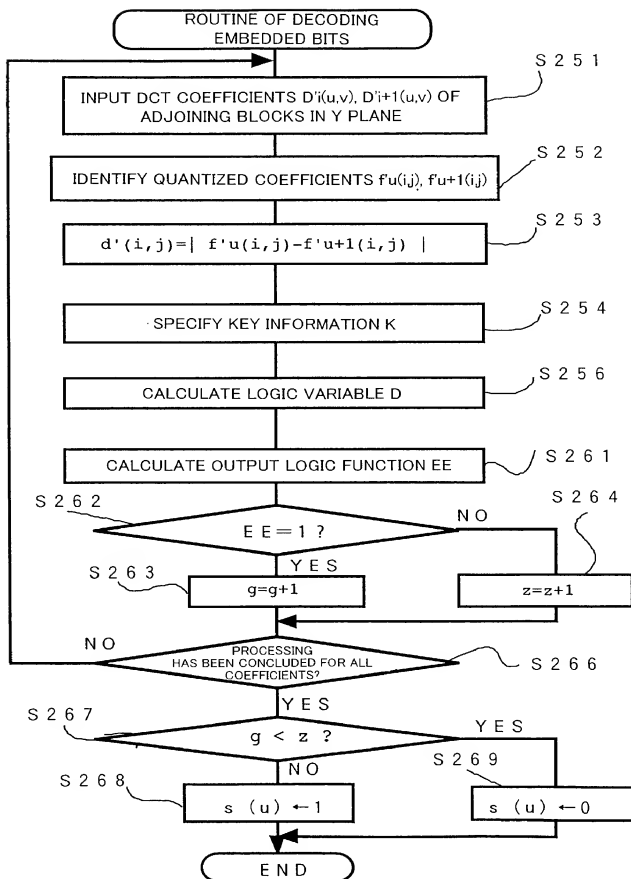 ROUTINE OF DECODING
EMBEDDED BITS
S251
INPUT DCT COEFFICIENTS D'i(u,v), D'i+1(u,v) OF
ADJOINING BLOCKS IN Y PLANE
S252
IDENTIFY QUANTIZED COEFFICIENTS f'u(i,j), f'u+1(i,j)
S253
d'(i,j)=| f'u(i,j)-f'u+1(i,j) |
S254
SPECIFY KEY INFORMATION K
S256
CALCULATE LOGIC VARIABLE D
S261
CALCULATE OUTPUT LOGIC FUNCTION EE
S262
EE=1?
NO
S264
YES
S263
g=g+1
z=z+1
NO
PROCESSING
HAS BEEN CONCLUDED FOR ALL
COEFFICIENTS?
S266
YES
S267
g < z ?
YES
NO
S269
S268
s (u) ←1
s (u) ←0
END